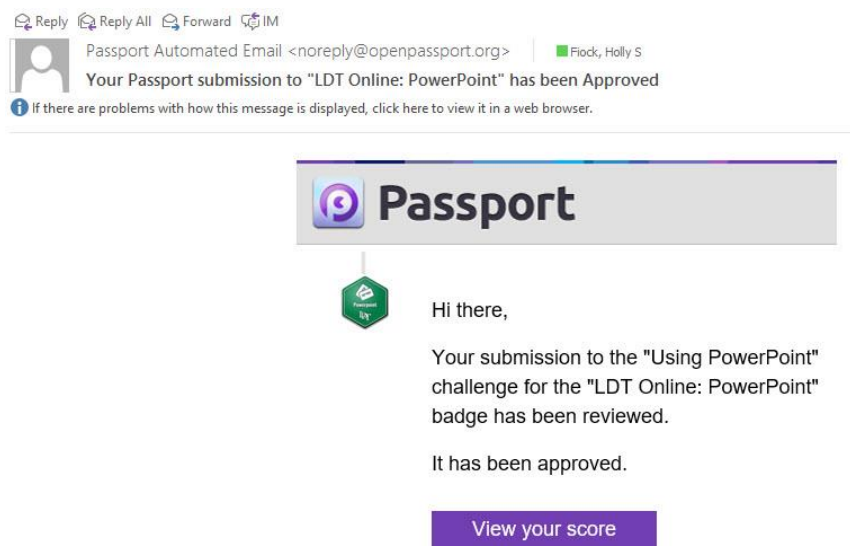 Reply Reply All Forward IM
Passport Automated Email <noreply@openpassport.org> Fiock, Holly S
Your Passport submission to "LDT Online: PowerPoint" has been Approved
If there are problems with how this message is displayed, click here to view it in a web browser.
Passport
Powerpoint
Hi there,
Your submission to the "Using PowerPoint"
challenge for the "LDT Online: PowerPoint"
badge has been reviewed.
It has been approved.
View your score